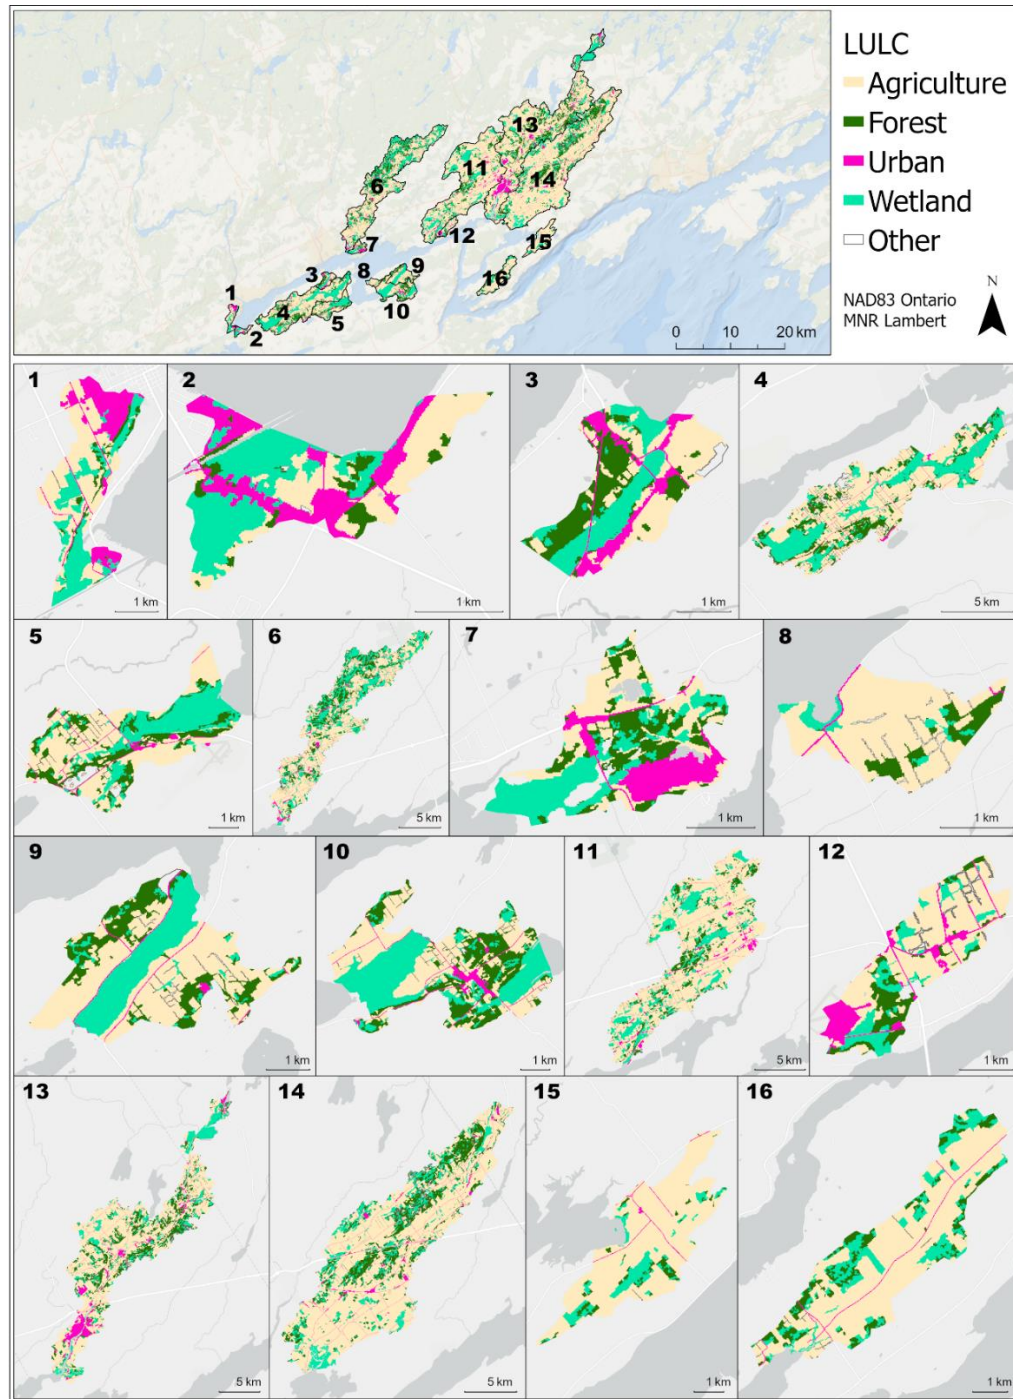 LULC
Agriculture
Forest
Urban
Wetland
Other
NAD83 Ontario
MNR Lambert
N
0 10 20 km
1
2
3
4
5
6
7
8
9
10
11
12
13
14
15
16
1
1 km
2
1 km
3
1 km
4
5 km
5
1 km
6
5 km
7
1 km
8
1 km
9
1 km
10
1 km
11
5 km
12
1 km
13
5 km
14
5 km
15
1 km
16
1 km